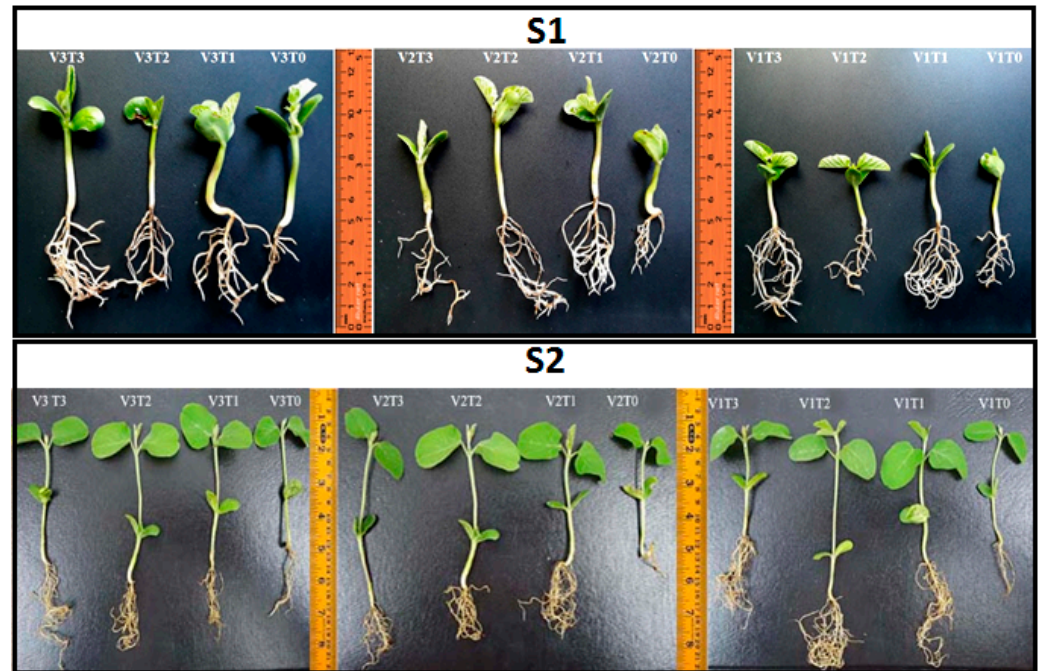 S1
V3T3 V3T2 V3T1 V3T0
V2T3 V2T2 V2T1 V2T0
V1T3 V1T2 V1T1 V1T0
S2
V3 T3 V3T2 V3T1 V3T0
V2T3 V2T2 V2T1 V2T0
V1T3 V1T2 V1T1 V1T0